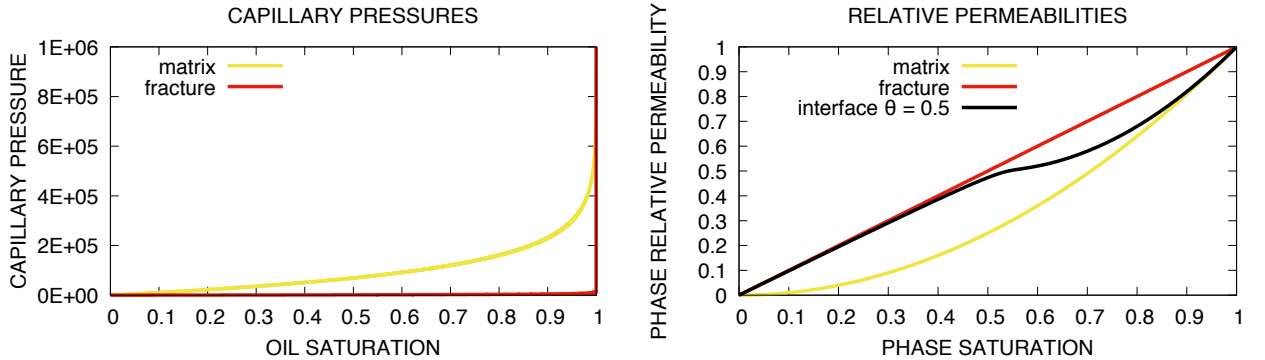 CAPILLARY PRESSURES
CAPILLARY PRESSURE
1E+06
8E+05
6E+05
4E+05
2E+05
0E+00
matrix
fracture
0 0.1 0.2 0.3 0.4 0.5 0.6 0.7 0.8 0.9 1
OIL SATURATION
RELATIVE PERMEABILITIES
PHASE RELATIVE PERMEABILITY
1
0.9
0.8
0.7
0.6
0.5
0.4
0.3
0.2
0.1
0
matrix
fracture
interface θ = 0.5
0 0.1 0.2 0.3 0.4 0.5 0.6 0.7 0.8 0.9 1
PHASE SATURATION